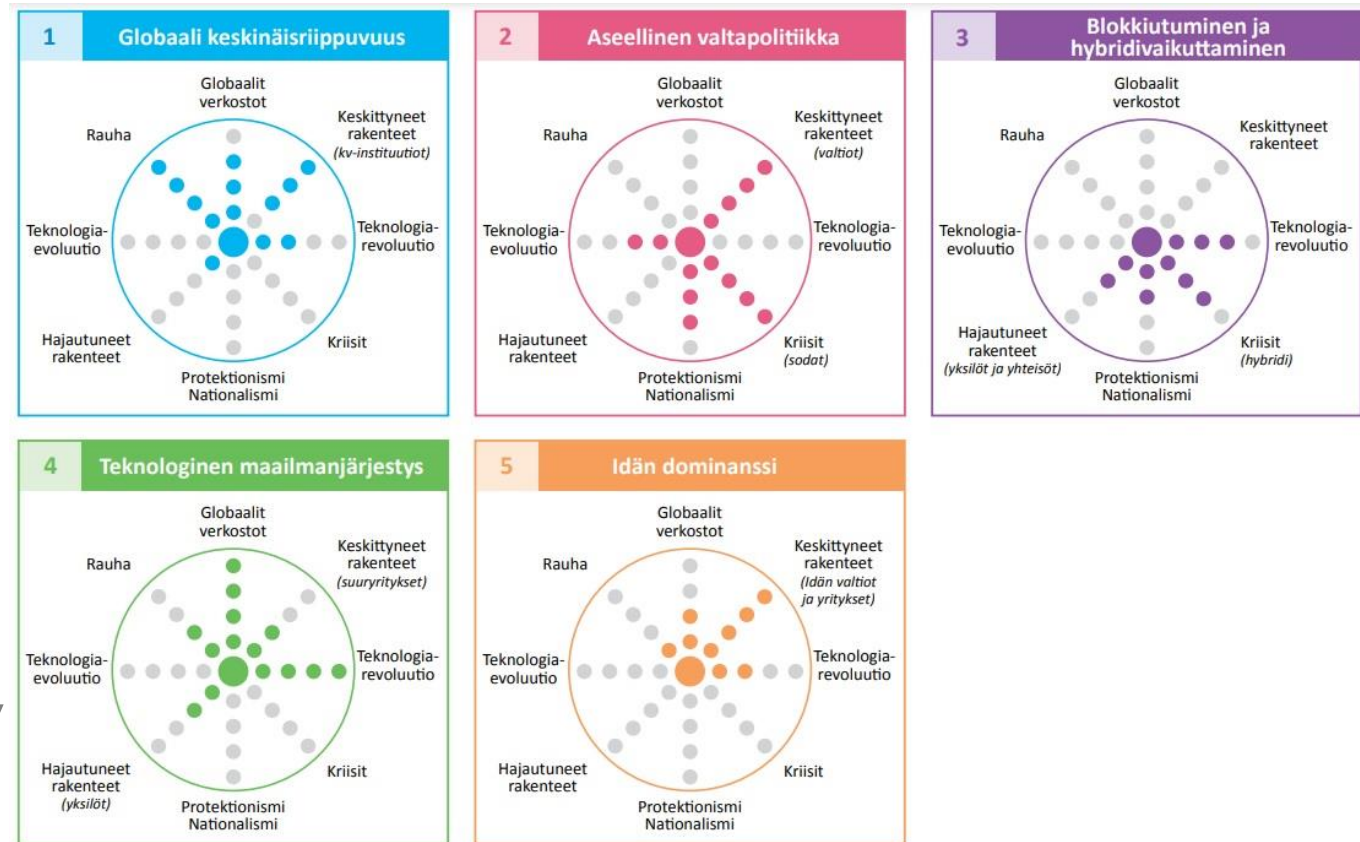 1
Globaali keskinäisriippuvuus
Globaalit
verkostot
Rauha
Keskittyneet
rakenteet
(kv-instituutiot)
Teknologia-
evoluutio
Teknologia-
revoluutio
Hajautuneet
rakenteet
Kriisit
Protektionismi
Nationalismi
2
Aseellinen valtapolitiikka
Globaalit
verkostot
Rauha
Keskittyneet
rakenteet
(valtiot)
Teknologia-
evoluutio
Teknologia-
revoluutio
Hajautuneet
rakenteet
Kriisit
(sodat)
Protektionismi
Nationalismi
3
Blokkiutuminen ja
hybridivaikuttaminen
Globaalit
verkostot
Rauha
Keskittyneet
rakenteet
Teknologia-
evoluutio
Teknologia-
revoluutio
Hajautuneet
rakenteet
(yksilöt ja yhteisöt)
Kriisit
(hybridi)
Protektionismi
Nationalismi
4
Teknologinen maailmanjärjestys
Globaalit
verkostot
Rauha
Keskittyneet
rakenteet
(suuryritykset)
Teknologia-
evoluutio
Teknologia-
revoluutio
Hajautuneet
rakenteet
(yksilöt)
Kriisit
Protektionismi
Nationalismi
5
Idän dominanssi
Globaalit
verkostot
Rauha
Keskittyneet
rakenteet
(Idän valtiot
ja yritykset)
Teknologia-
evoluutio
Teknologia-
revoluutio
Hajautuneet
rakenteet
Kriisit
Protektionismi
Nationalismi